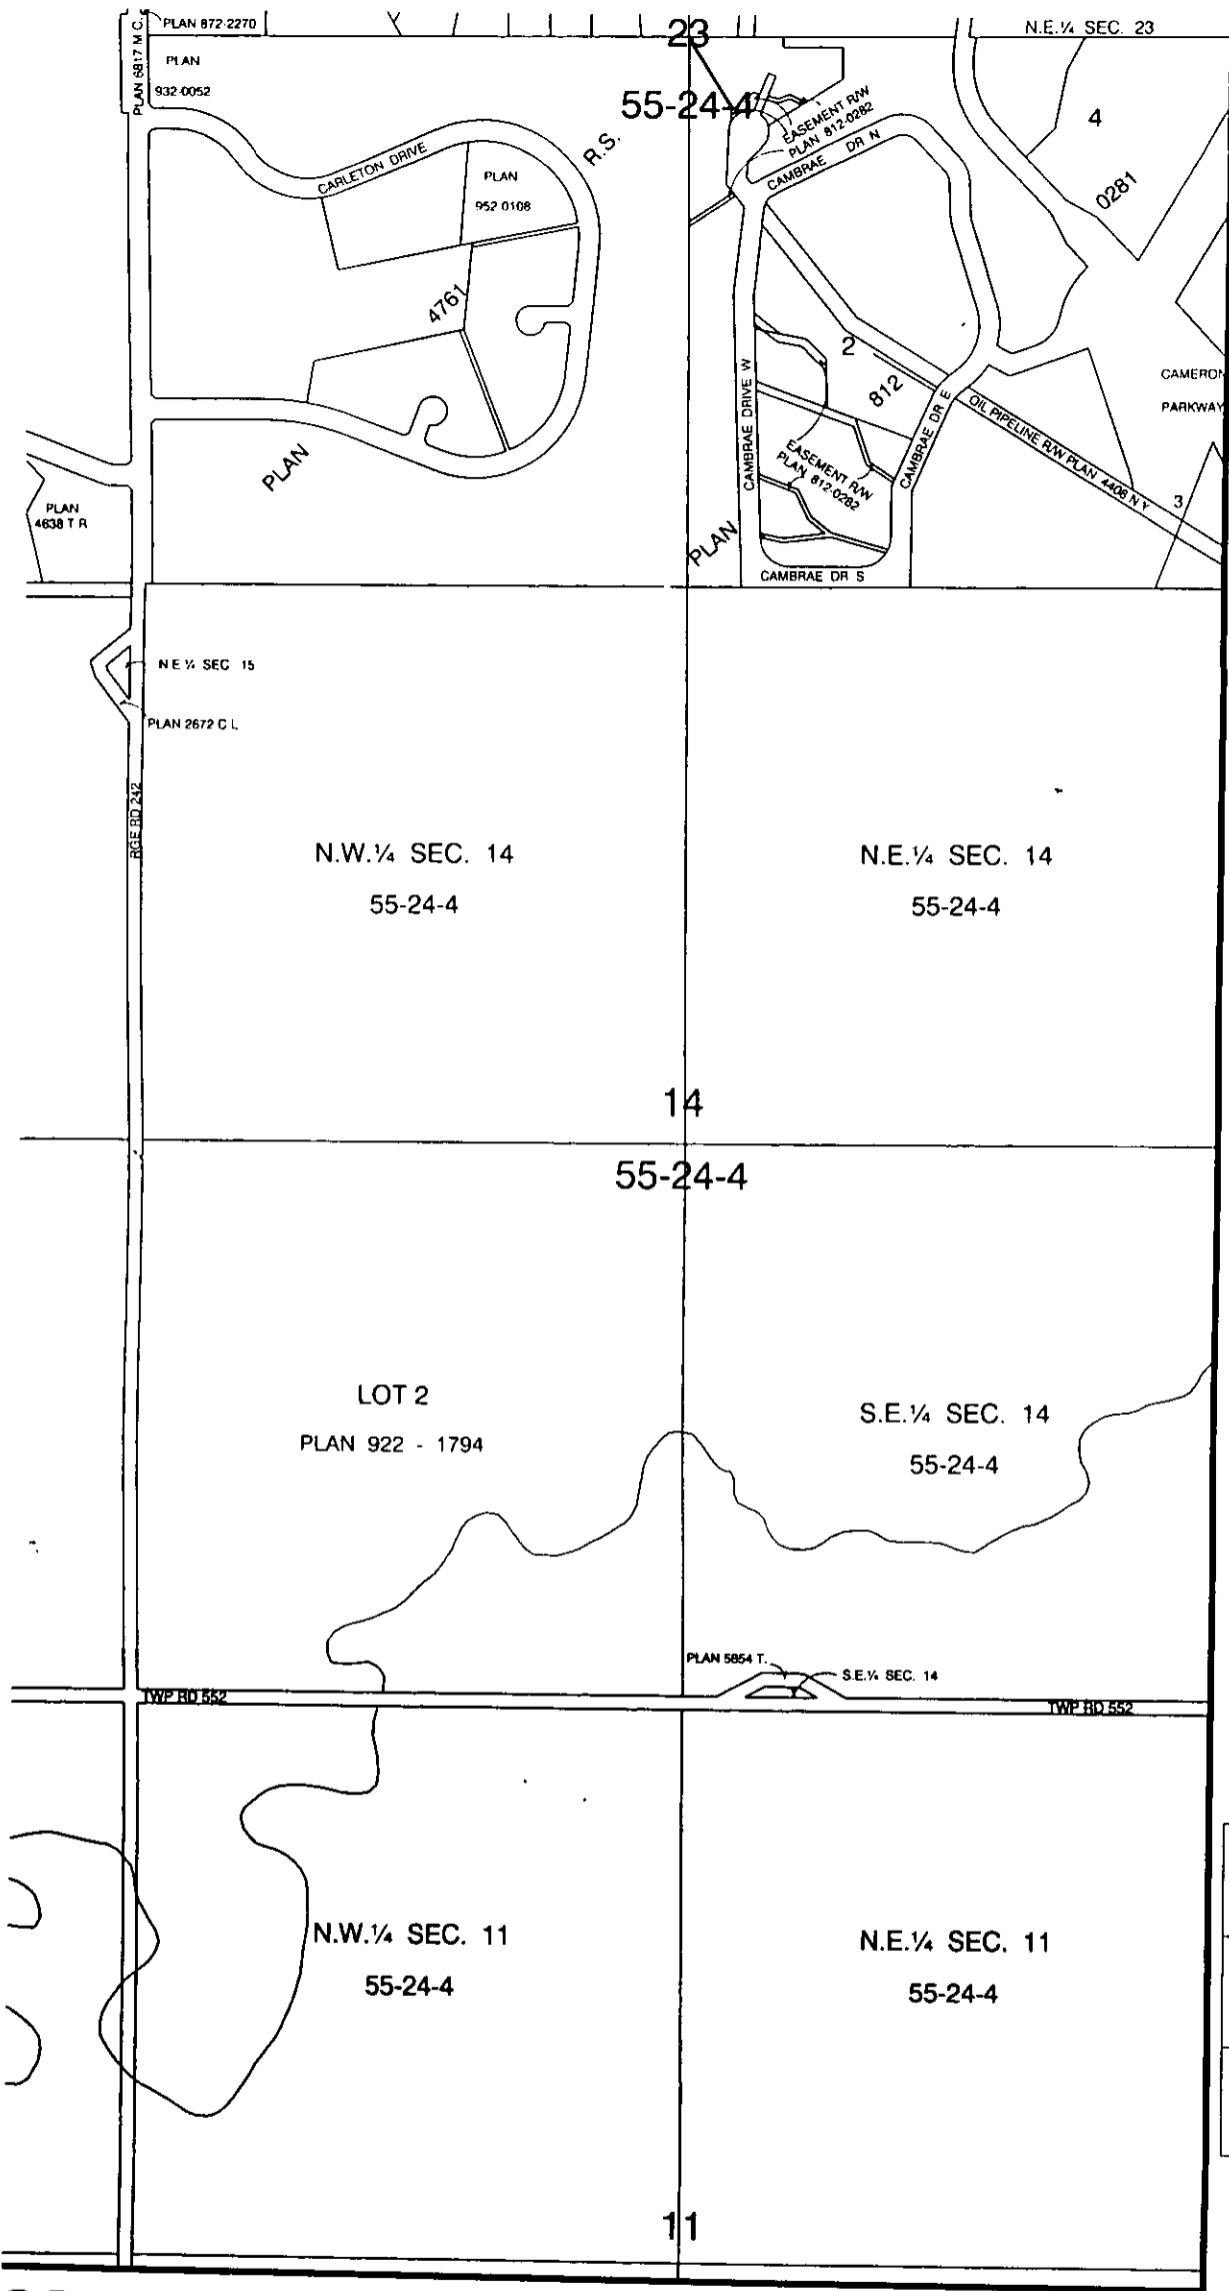 PLAN 872-2270
23
N.E.¼ SEC. 23
PLAN 6817 M.C.
PLAN
932-0052
55-24-4
EASEMENT R/W
PLAN 812-0282
4
CARLETON DRIVE
R.S.
CAMBRAE DR N
PLAN
952 0108
0281
4761
2
812
CAMBRAE DRIVE W
CAMERON
PARKWAY
CAMBRAE DR E
OIL PIPELINE R/W PLAN 4408 N Y
3
PLAN
EASEMENT R/W
PLAN 812-0282
PLAN
4638 T R
PLAN
CAMBRAE DR S
N E ¼ SEC 15
PLAN 2672 C L
RGE RD 242
N.W.¼ SEC. 14
55-24-4
N.E.¼ SEC. 14
55-24-4
14
55-24-4
LOT 2
PLAN 922 - 1794
S.E.¼ SEC. 14
55-24-4
PLAN 5854 T.
S.E.¼ SEC. 14
TWP RD 552
TWP RD 552
N.W.¼ SEC. 11
55-24-4
N.E.¼ SEC. 11
55-24-4
11